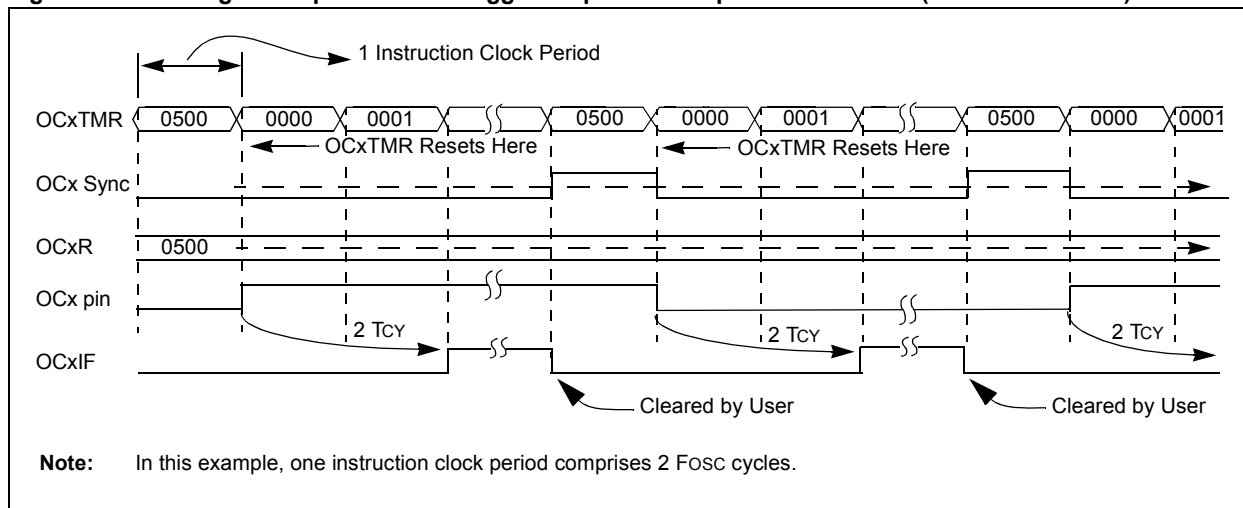 1 Instruction Clock Period
OCxTMR 0500 0000 0001 0500 0000 0001 0500 0000 0001
OCxTMR Resets Here OCxTMR Resets Here
OCx Sync
OCxR 0500
OCx pin
2 TCY 2 TCY 2 TCY
OCxIF
Cleared by User Cleared by User
Note: In this example, one instruction clock period comprises 2 FOSC cycles.